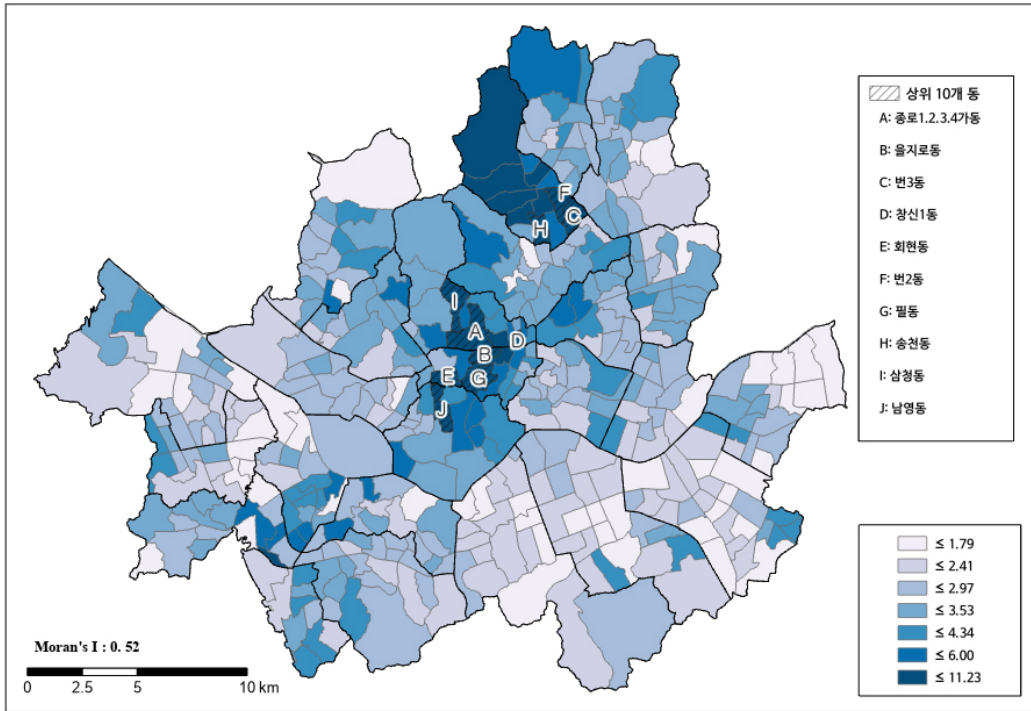 상위 10개 동
A: 종로1.2.3.4가동
B: 을지로동
C: 번3동
D: 창신1동
E: 회현동
F: 번2동
G: 필동
H: 송천동
I: 삼청동
J: 남영동
F
C
H
I
A
D
B
E
G
J
≤ 1.79
≤ 2.41
≤ 2.97
≤ 3.53
≤ 4.34
≤ 6.00
≤ 11.23
Moran's I : 0. 52
0 2.5 5 10 km